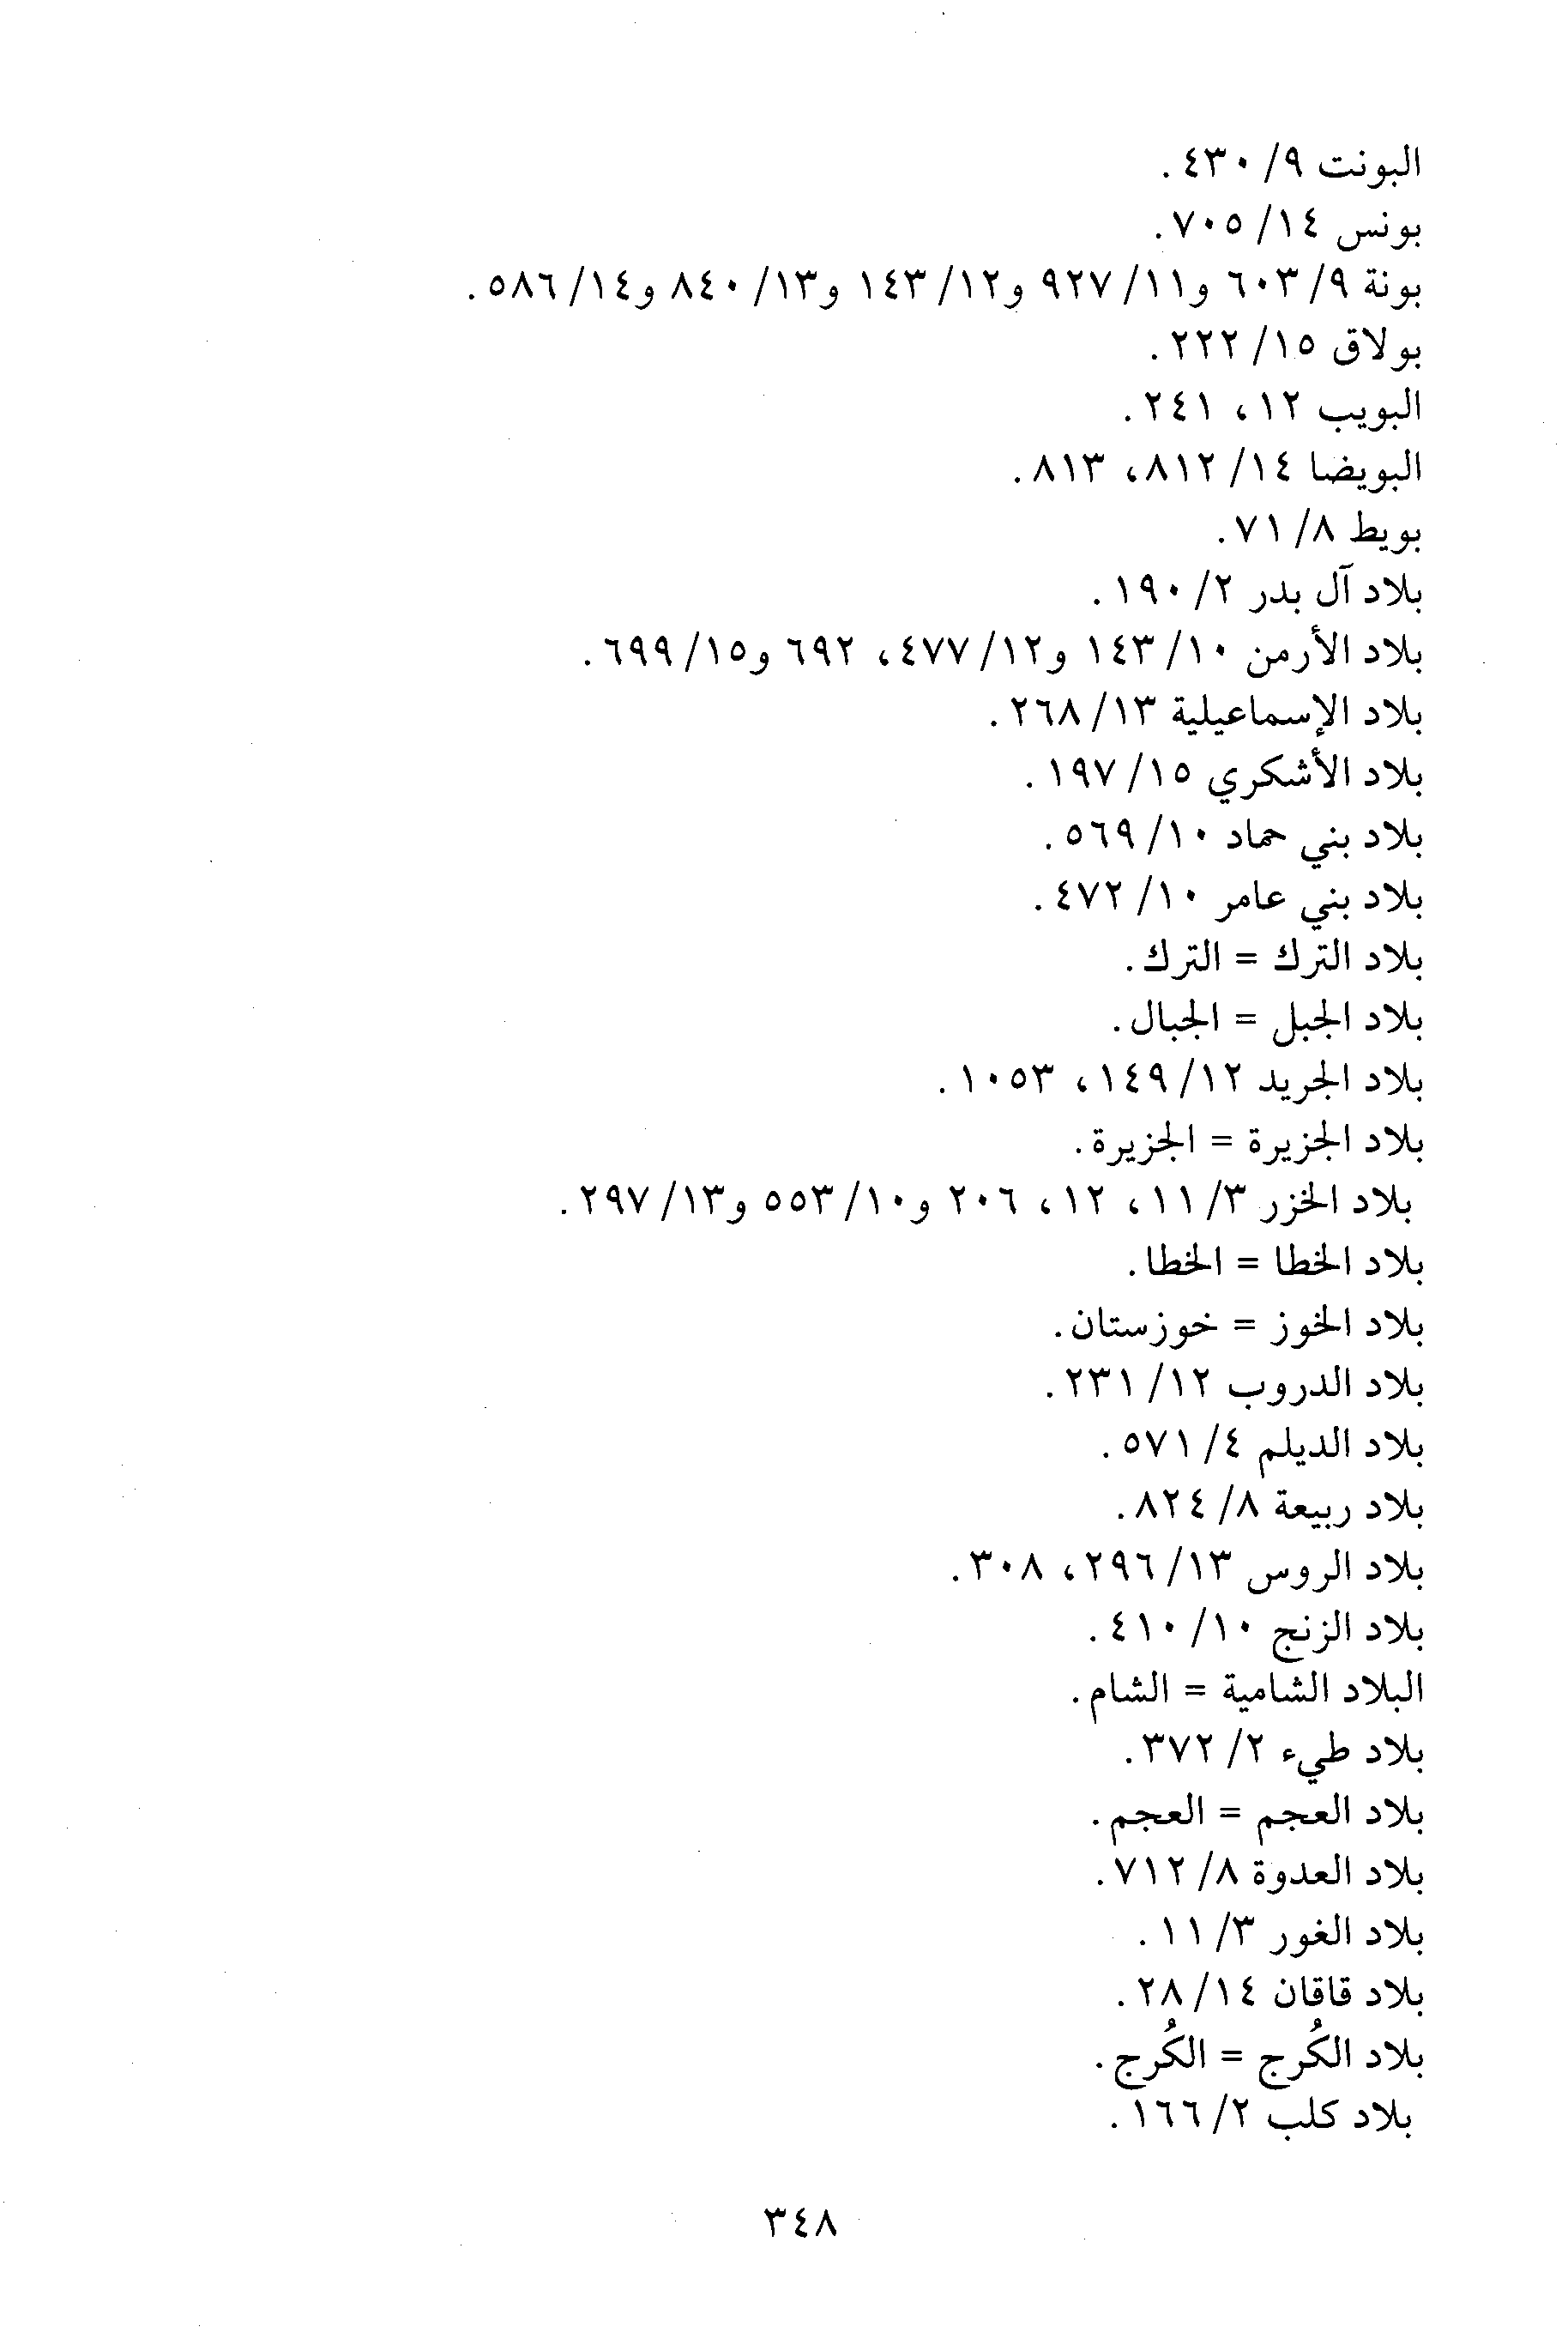 البونت ٩/ ٤٣٠.
بونس ١٤/ ٧٠٥.
بونة ٩/ ٦٠٣ و١١/ ٩٢٧ و١٢/ ١٤٣ و١٣/ ٨٤٠ و١٤/ ٥٨٦.
بولاق ١٥/ ٢٢٢.
البويب ١٢، ٢٤١.
البويضا ١٤/ ٨١٢، ٨١٣.
بويط ٨/ ٧١.
بلاد آل بدر ٢/ ١٩٠.
بلاد الأرمن ١٠/ ١٤٣ و١٢/ ٤٧٧، ٦٩٢ و١٥/ ٦٩٩.
بلاد الإسماعيلية ١٣/ ٢٦٨.
بلاد الأشكري ١٥/ ١٩٧.
بلاد بني حماد ١٠/ ٥٦٩.
بلاد بني عامر ١٠/ ٤٧٢.
بلاد الترك = الترك.
بلاد الجبل = الجبال.
بلاد الجريد ١٢/ ١٤٩، ١٠٥٣.
بلاد الجزيرة = الجزيرة.
بلاد الخزر ٣/ ١١، ١٢، ٢٠٦ و١٠/ ٥٥٣ و١٣/ ٢٩٧.
بلاد الخطا = الخطا.
بلاد الخوز = خوزستان.
بلاد الدروب ١٢/ ٢٣١.
بلاد الديلم ٤/ ٥٧١.
بلاد ربيعة ٨/ ٨٢٤.
بلاد الروس ١٣/ ٢٩٦، ٣٠٨.
بلاد الزنج ١٠/ ٤١٠.
البلاد الشامية = الشام.
بلاد طيء ٢/ ٣٧٢.
بلاد العجم = العجم.
بلاد العدوة ٨/ ٧١٢.
بلاد الغور ٣/ ١١.
بلاد قاقان ١٤/ ٢٨.
بلاد الكُرج = الكُرج.
بلاد كلب ٢/ ١٦٦.
٣٤٨